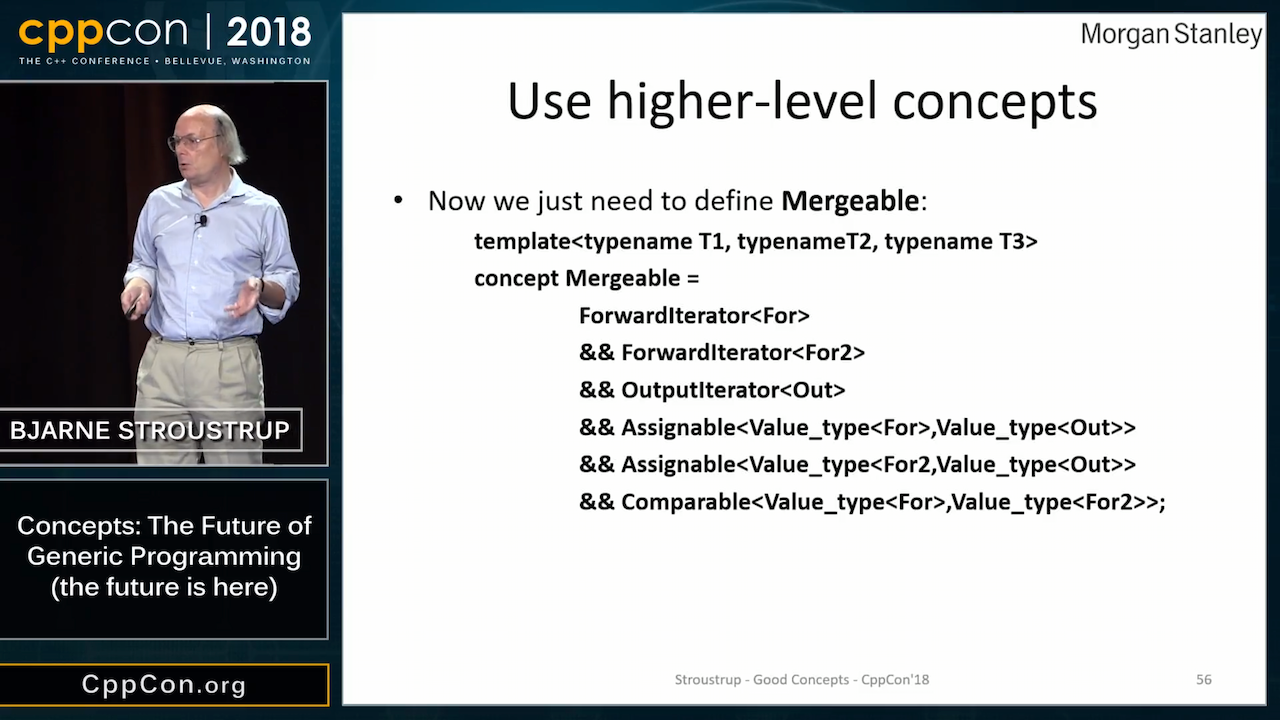 cppcon | 2018
THE C++ CONFERENCE • BELLEVUE, WASHINGTON
BJARNE STROUSTRUP
Concepts: The Future of
Generic Programming
(the future is here)
CppCon.org
Morgan Stanley
Use higher-level concepts
• Now we just need to define Mergeable:
template<typename T1, typenameT2, typename T3>
concept Mergeable =
ForwardIterator<For>
&& ForwardIterator<For2>
&& OutputIterator<Out>
&& Assignable<Value_type<For>,Value_type<Out>>
&& Assignable<Value_type<For2,Value_type<Out>>
&& Comparable<Value_type<For>,Value_type<For2>>;
Stroustrup - Good Concepts - CppCon'18
56